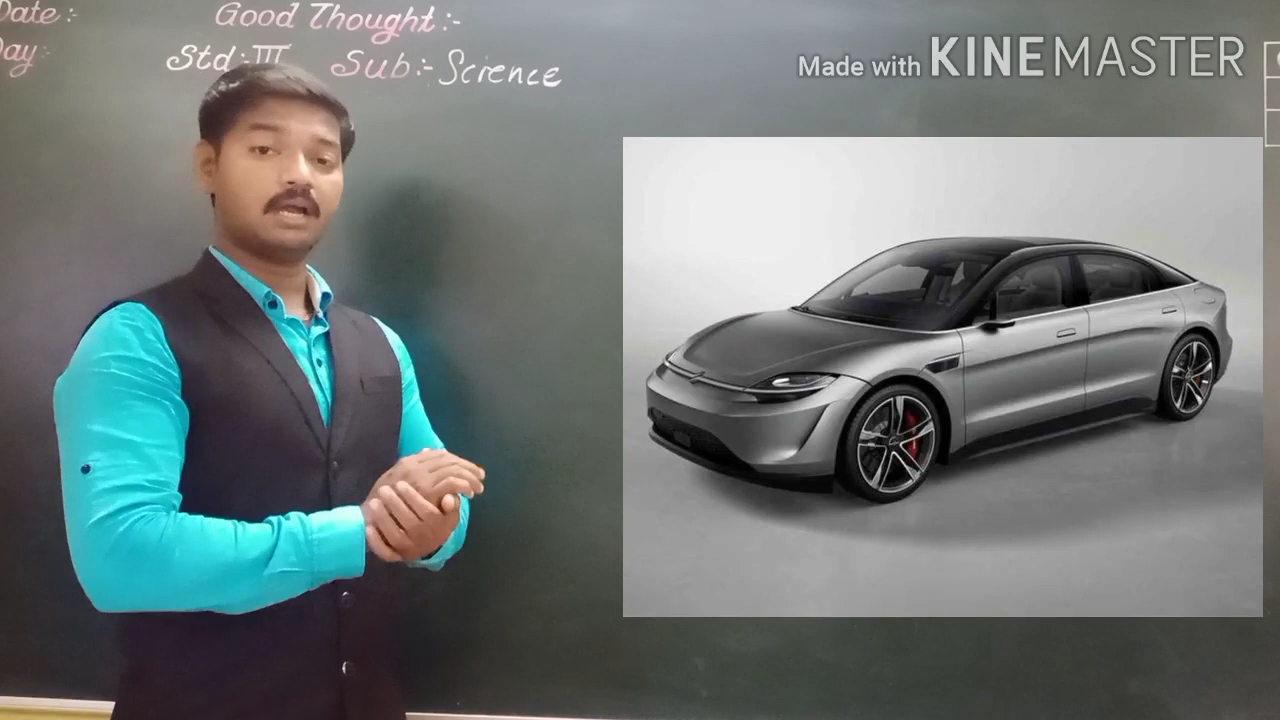 Date:-
Good Thought:-
Day:-
Std:-III Sub:- Science
Made with KINEMASTER